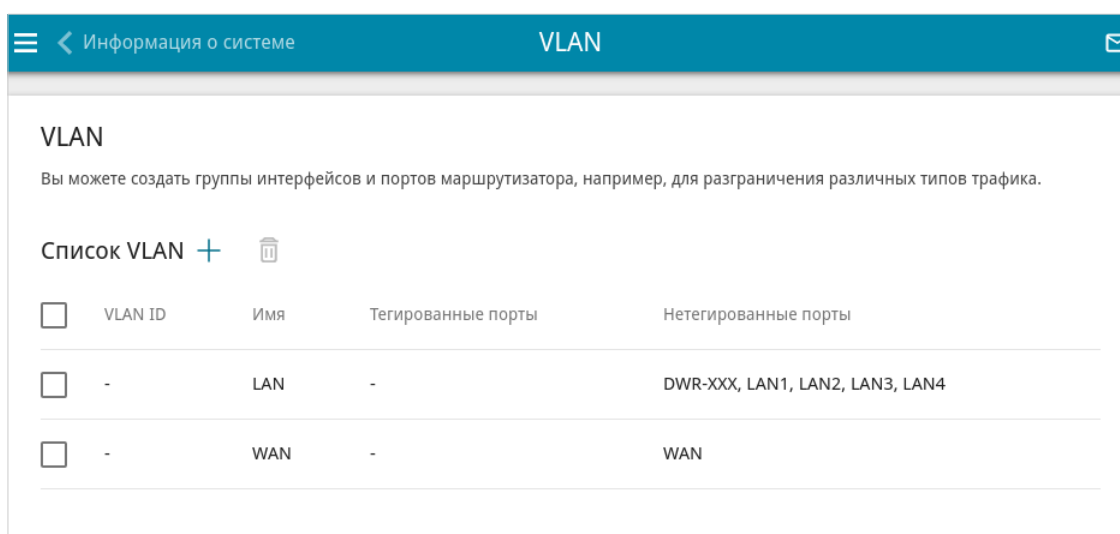 Информация о системе VLAN
VLAN
Вы можете создать группы интерфейсов и портов маршрутизатора, например, для разграничения различных типов трафика.
Список VLAN
VLAN ID Имя Тегированные порты Нетегированные порты
- LAN - DWR-XXX, LAN1, LAN2, LAN3, LAN4
- WAN - WAN